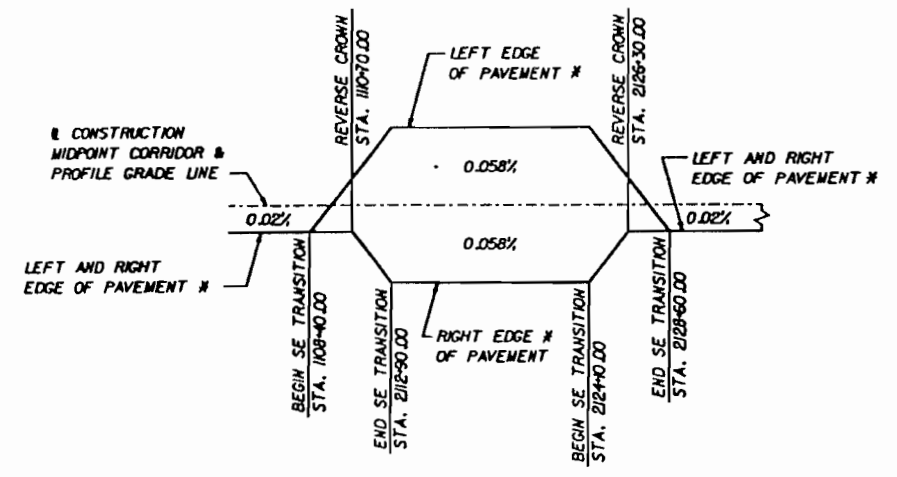 REVERSE CROWN
STA. 1110+70.00
REVERSE CROWN
STA. 2126+30.00
LEFT EDGE
OF PAVEMENT *
℄ CONSTRUCTION
MIDPOINT CORRIDOR &
PROFILE GRADE LINE
0.058%
LEFT AND RIGHT
EDGE OF PAVEMENT *
0.02%
0.02%
0.058%
LEFT AND RIGHT
EDGE OF PAVEMENT *
RIGHT EDGE *
OF PAVEMENT
BEGIN SE TRANSITION
STA. 1108+40.00
END SE TRANSITION
STA. 2112+90.00
BEGIN SE TRANSITION
STA. 2124+10.00
END SE TRANSITION
STA. 2128+60.00